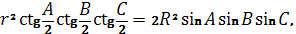 r² ctg A/2 ctg B/2 ctg C/2 = 2R² sin A sin B sin C,